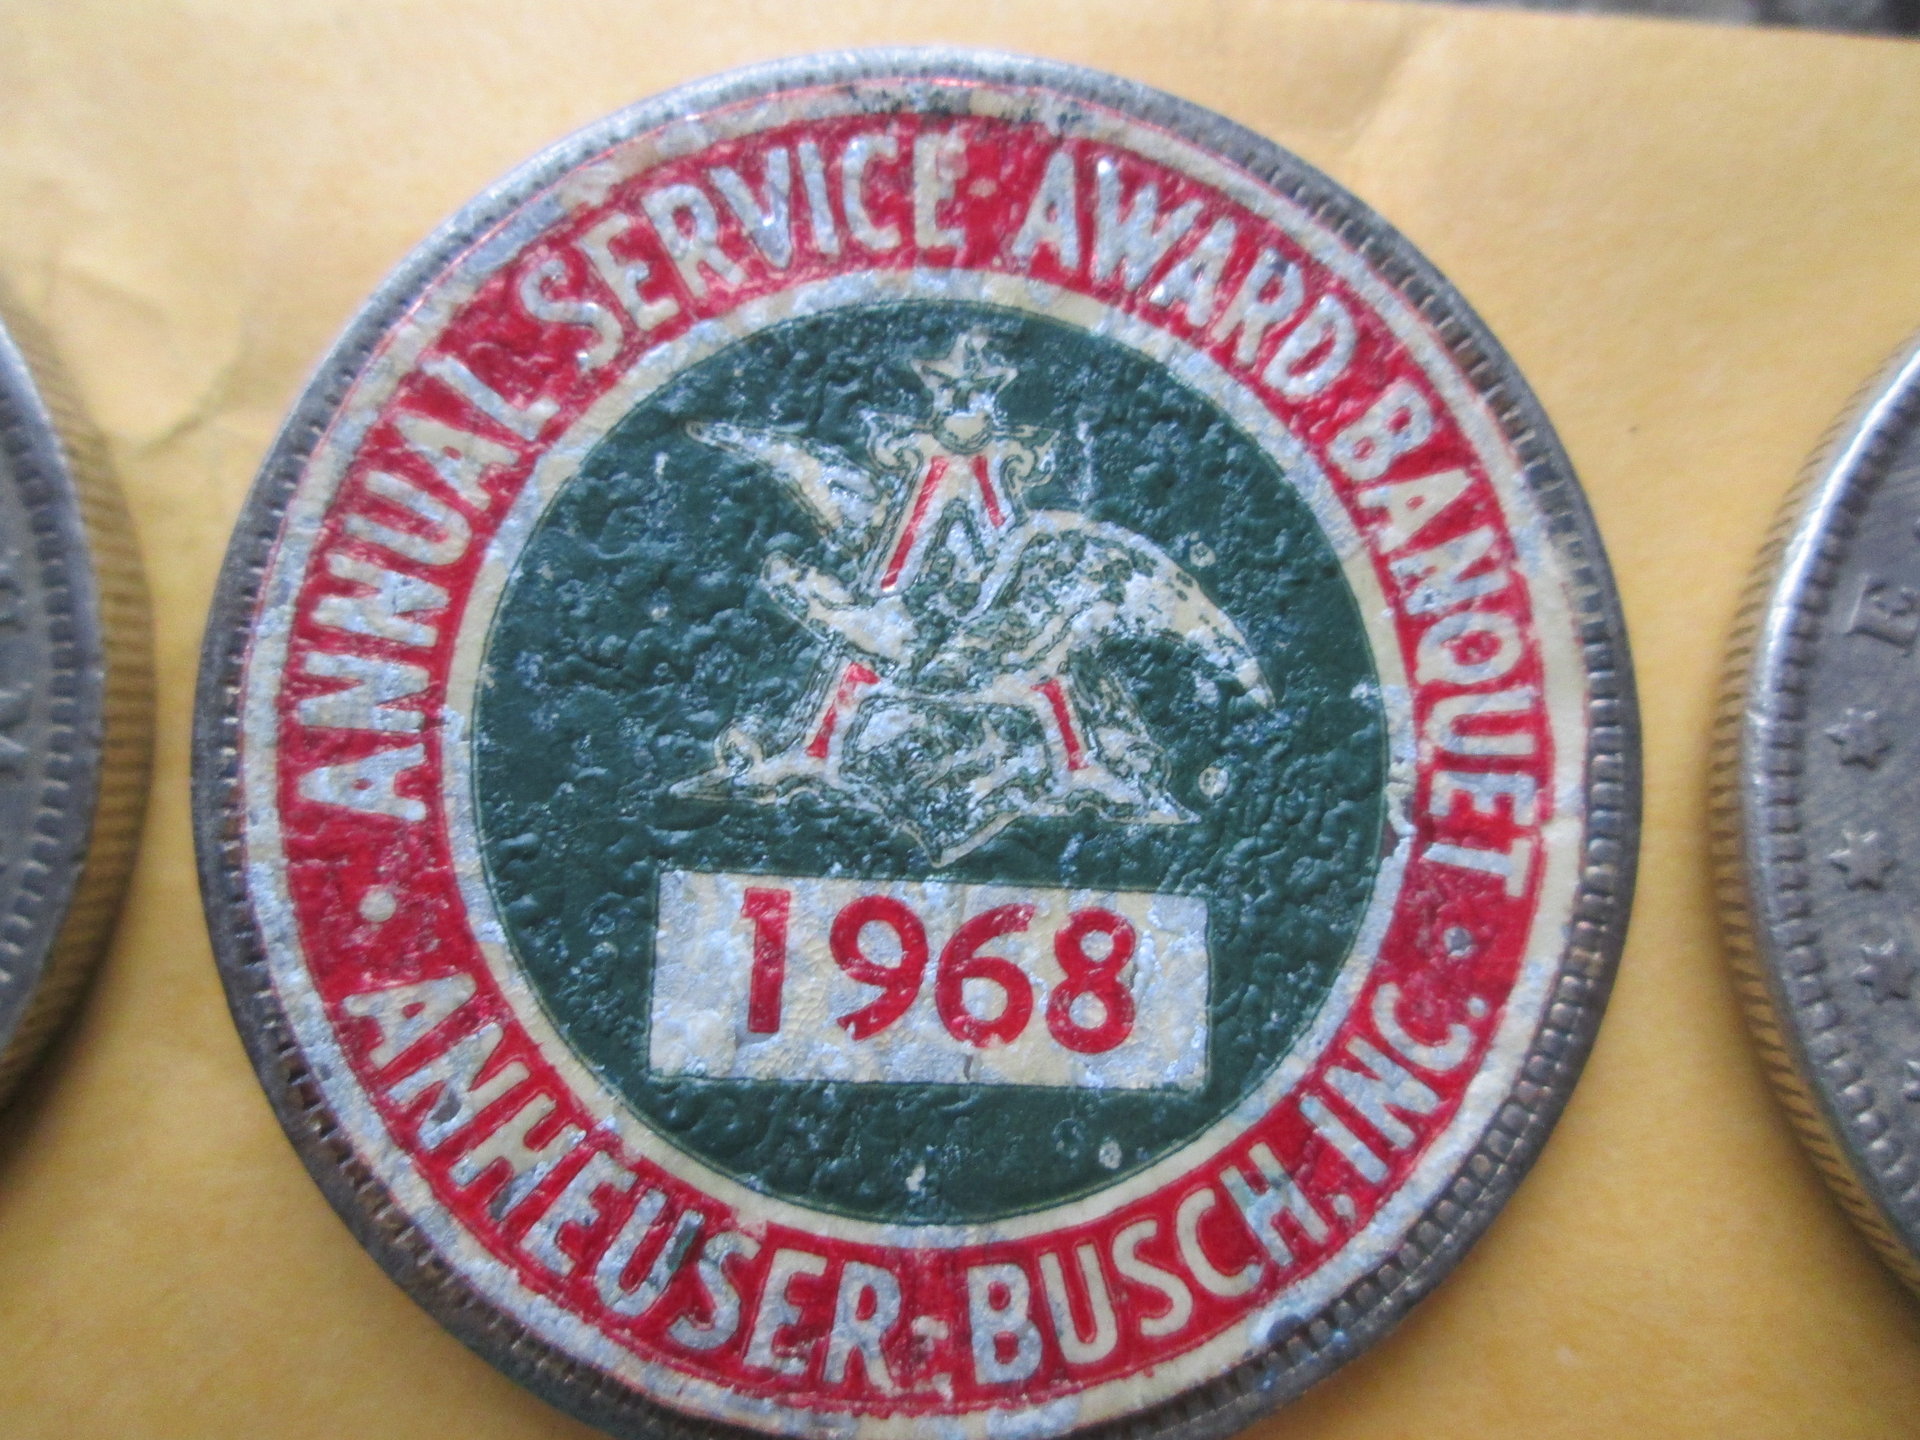 ANNUAL SERVICE AWARD BANQUET
1968
• ANHEUSER-BUSCH, INC. •